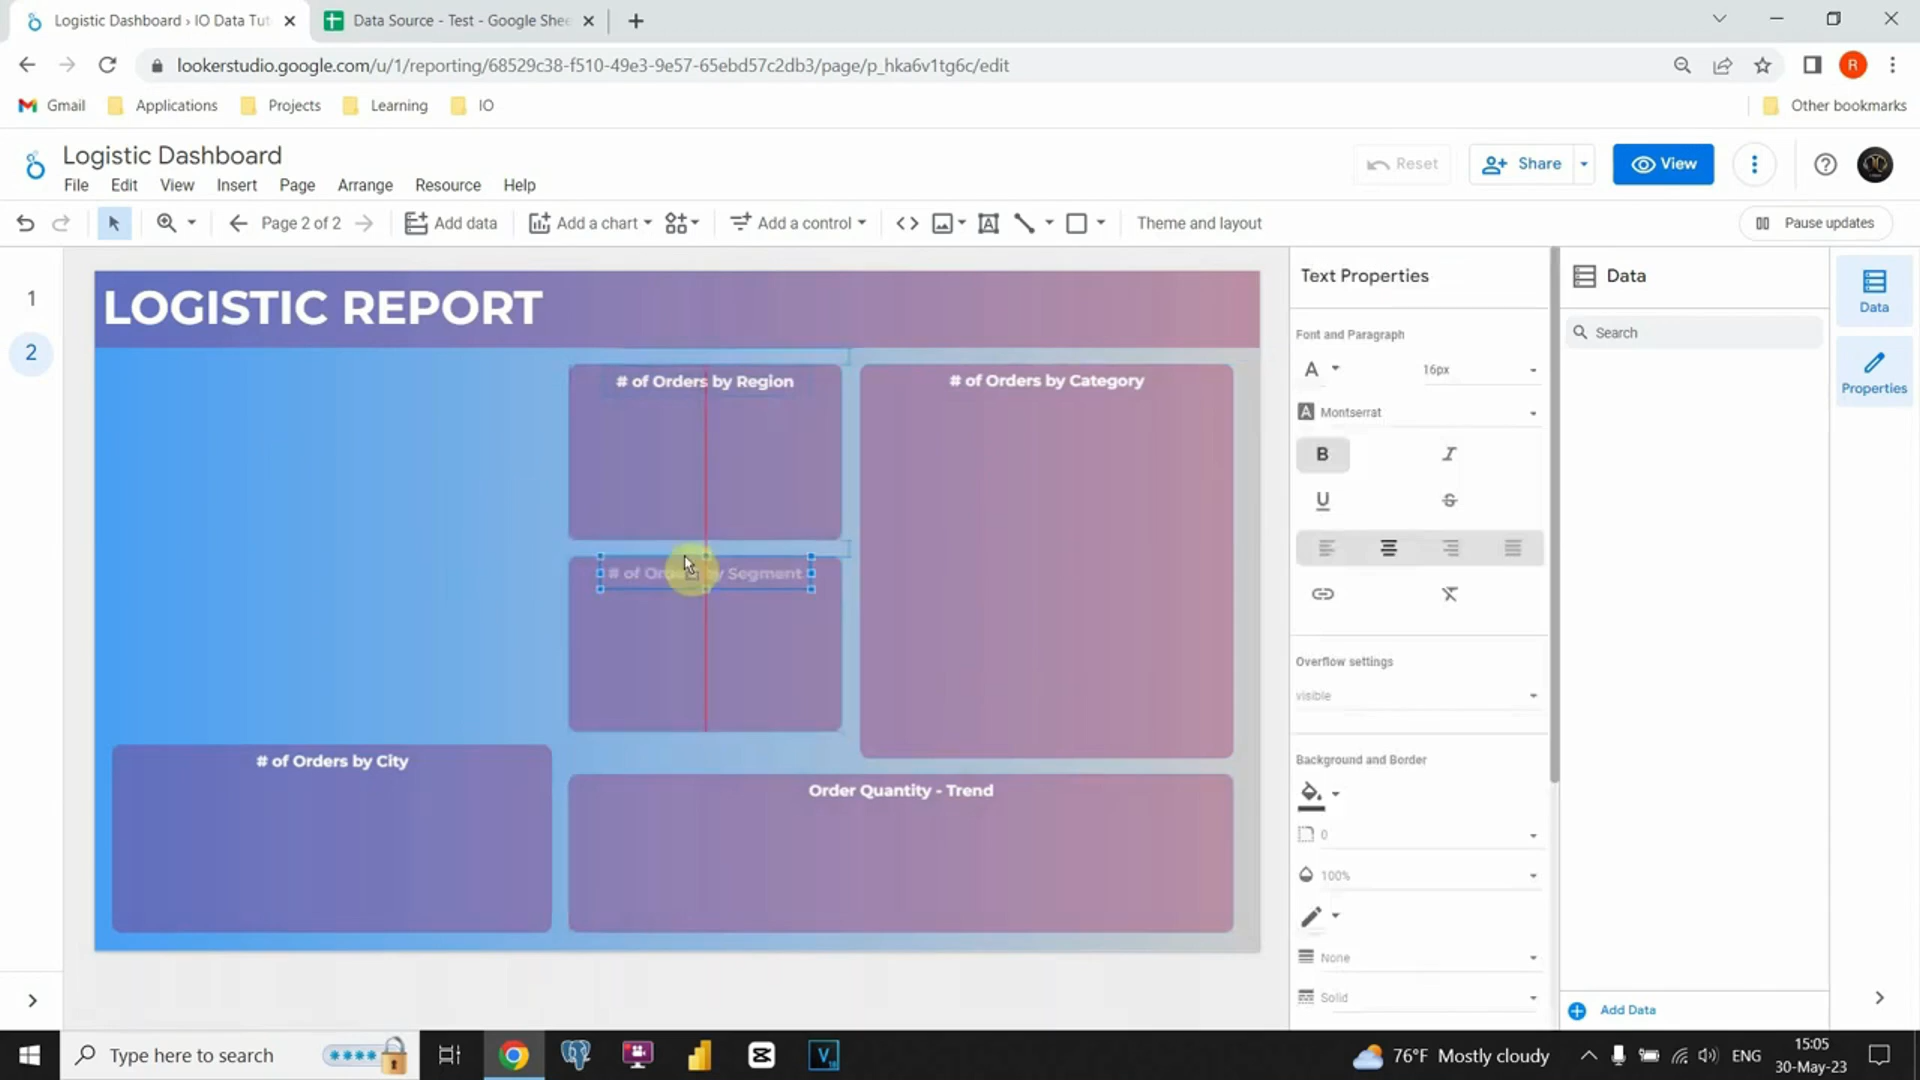 Logistic Dashboard › IO Data Tut
Data Source - Test - Google She
lookerstudio.google.com/u/1/reporting/68529c38-f510-49e3-9e57-65ebd57c2db3/page/p_hka6v1tg6c/edit
R
Gmail
Applications
Projects
Learning
IO
Other bookmarks
Logistic Dashboard
Reset
Share
View
File
Edit
View
Insert
Page
Arrange
Resource
Help
Page 2 of 2
Add data
Add a chart
Add a control
Theme and layout
Pause updates
1
2
LOGISTIC REPORT
# of Orders by Region
# of Orders by Category
# of Orders by Segment
# of Orders by City
Order Quantity - Trend
Text Properties
Font and Paragraph
16px
Montserrat
Overflow settings
visible
Background and Border
0
100%
None
Solid
Data
Search
Add Data
Data
Properties
Type here to search
76°F Mostly cloudy
ENG
15:05
30-May-23